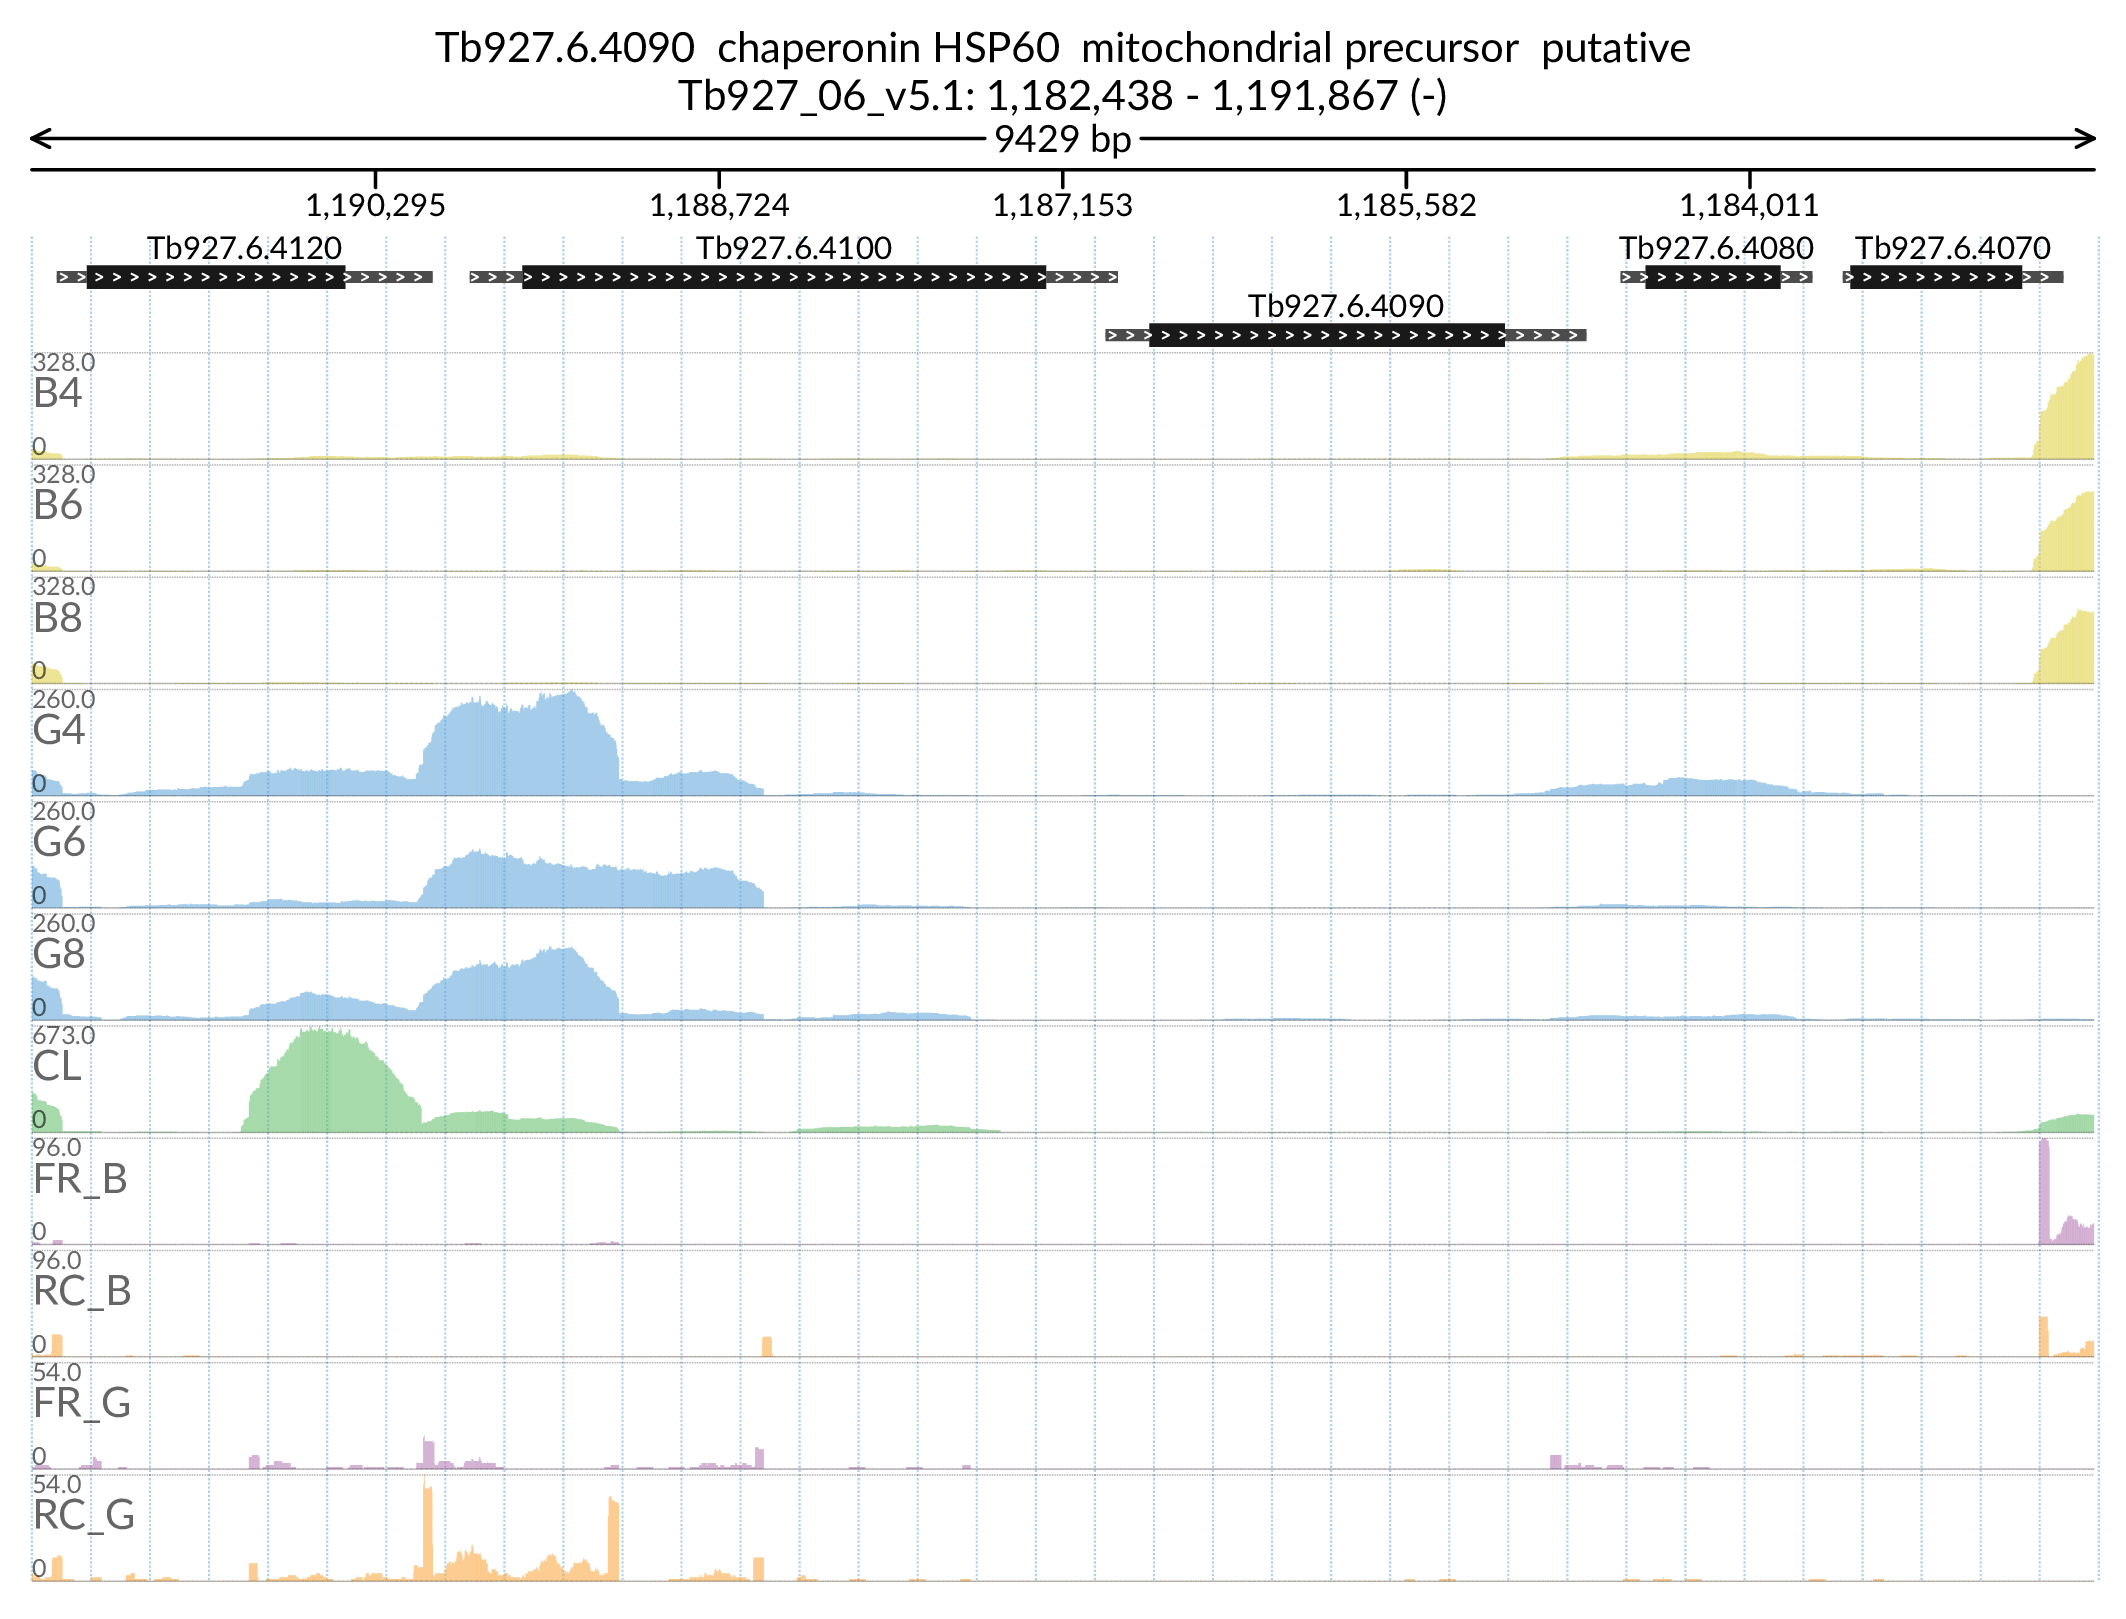 Tb927.6.4090  chaperonin HSP60  mitochondrial precursor  putative
Tb927_06_v5.1: 1,182,438 - 1,191,867 (-)
9429 bp
1,190,295 1,188,724 1,187,153 1,185,582 1,184,011
Tb927.6.4120 Tb927.6.4100 Tb927.6.4080 Tb927.6.4070
Tb927.6.4090
328.0
B4
0
328.0
B6
0
328.0
B8
0
260.0
G4
0
260.0
G6
0
260.0
G8
0
673.0
CL
0
96.0
FR_B
0
96.0
RC_B
0
54.0
FR_G
0
54.0
RC_G
0